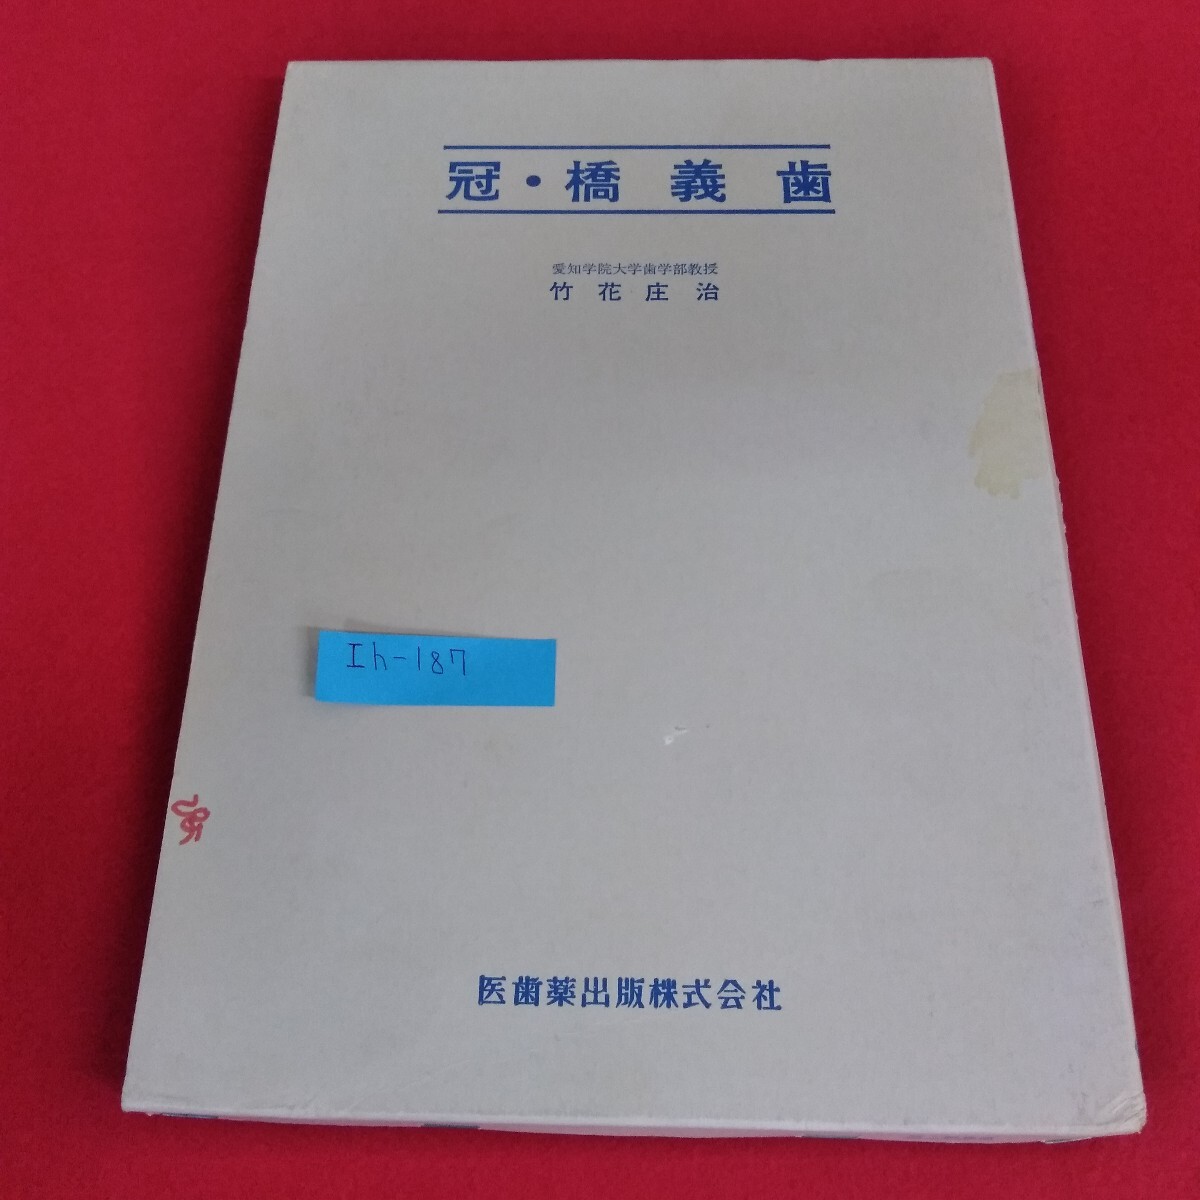 冠・橋義歯
愛知学院大学歯学部教授
竹花庄治
Ih-187
医歯薬出版株式会社